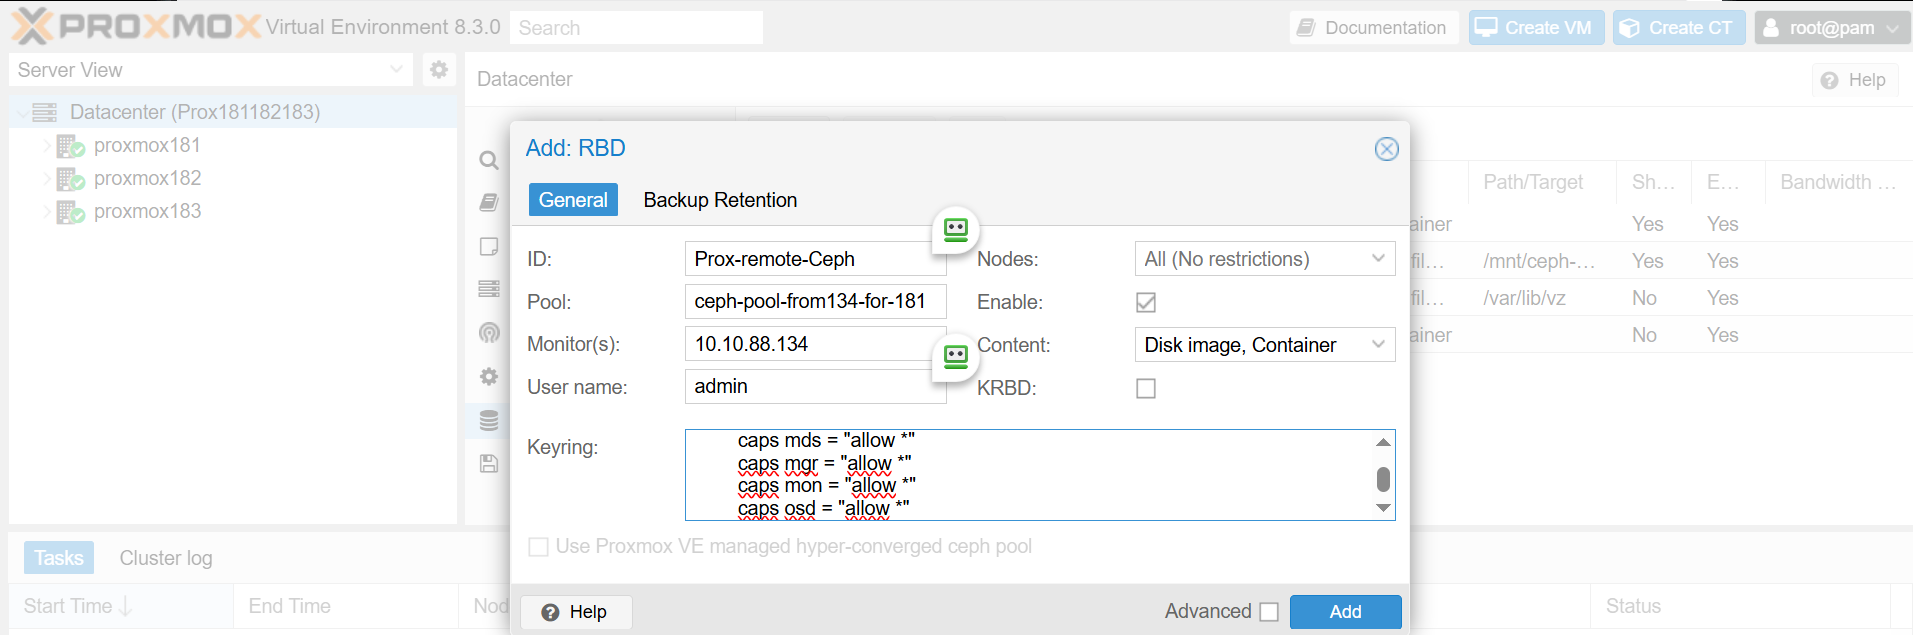 PROXMOX Virtual Environment 8.3.0 Search Documentation Create VM Create CT root@pam
Server View Datacenter Help
Datacenter (Prox181182183)
proxmox181
proxmox182
proxmox183
Add: RBD
General Backup Retention
ID: Prox-remote-Ceph Nodes: All (No restrictions)
Pool: ceph-pool-from134-for-181 Enable:
Monitor(s): 10.10.88.134 Content: Disk image, Container
User name: admin KRBD:
Keyring: caps mds = "allow *"
caps mgr = "allow *"
caps mon = "allow *"
caps osd = "allow *"
Use Proxmox VE managed hyper-converged ceph pool
Help Advanced Add
Path/Target Sh... E... Bandwidth ...
ainer Yes Yes
fil... /mnt/ceph-... Yes Yes
fil... /var/lib/vz No Yes
ainer No Yes
Tasks Cluster log
Start Time End Time Nod Status